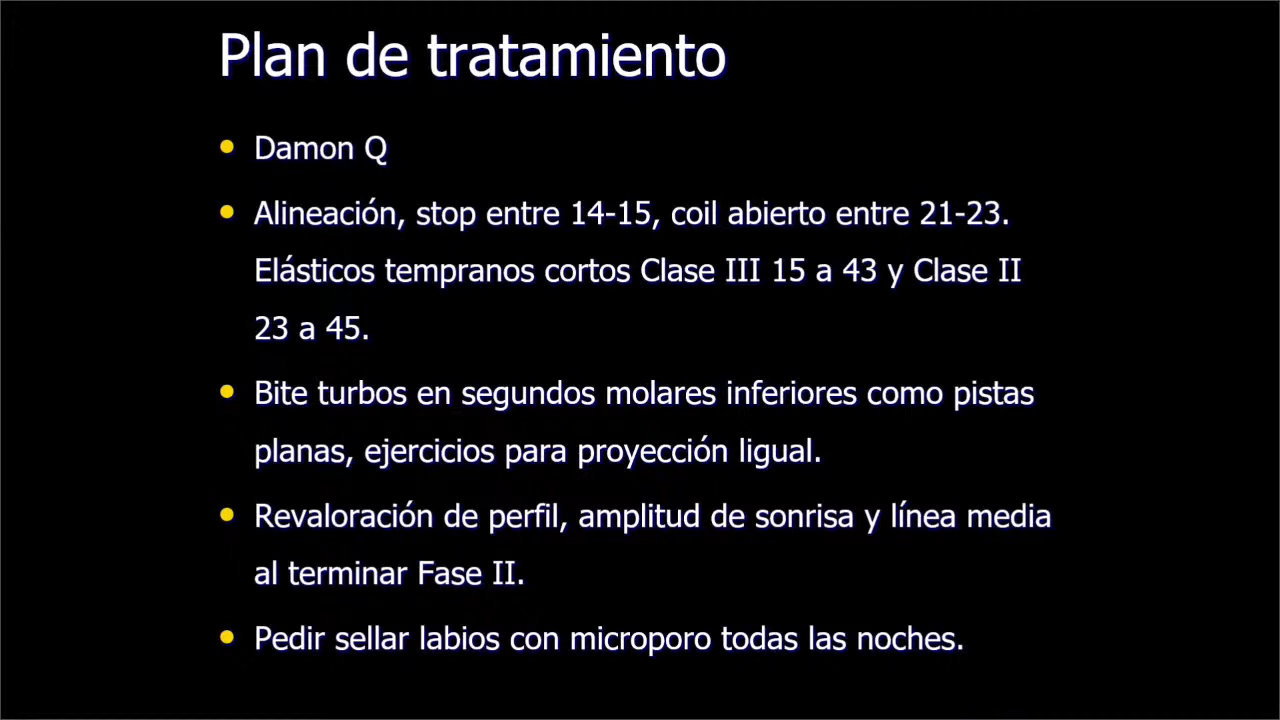 Plan de tratamiento
• Damon Q
• Alineación, stop entre 14-15, coil abierto entre 21-23.
Elásticos tempranos cortos Clase III 15 a 43 y Clase II
23 a 45.
• Bite turbos en segundos molares inferiores como pistas
planas, ejercicios para proyección ligual.
• Revaloración de perfil, amplitud de sonrisa y línea media
al terminar Fase II.
• Pedir sellar labios con microporo todas las noches.